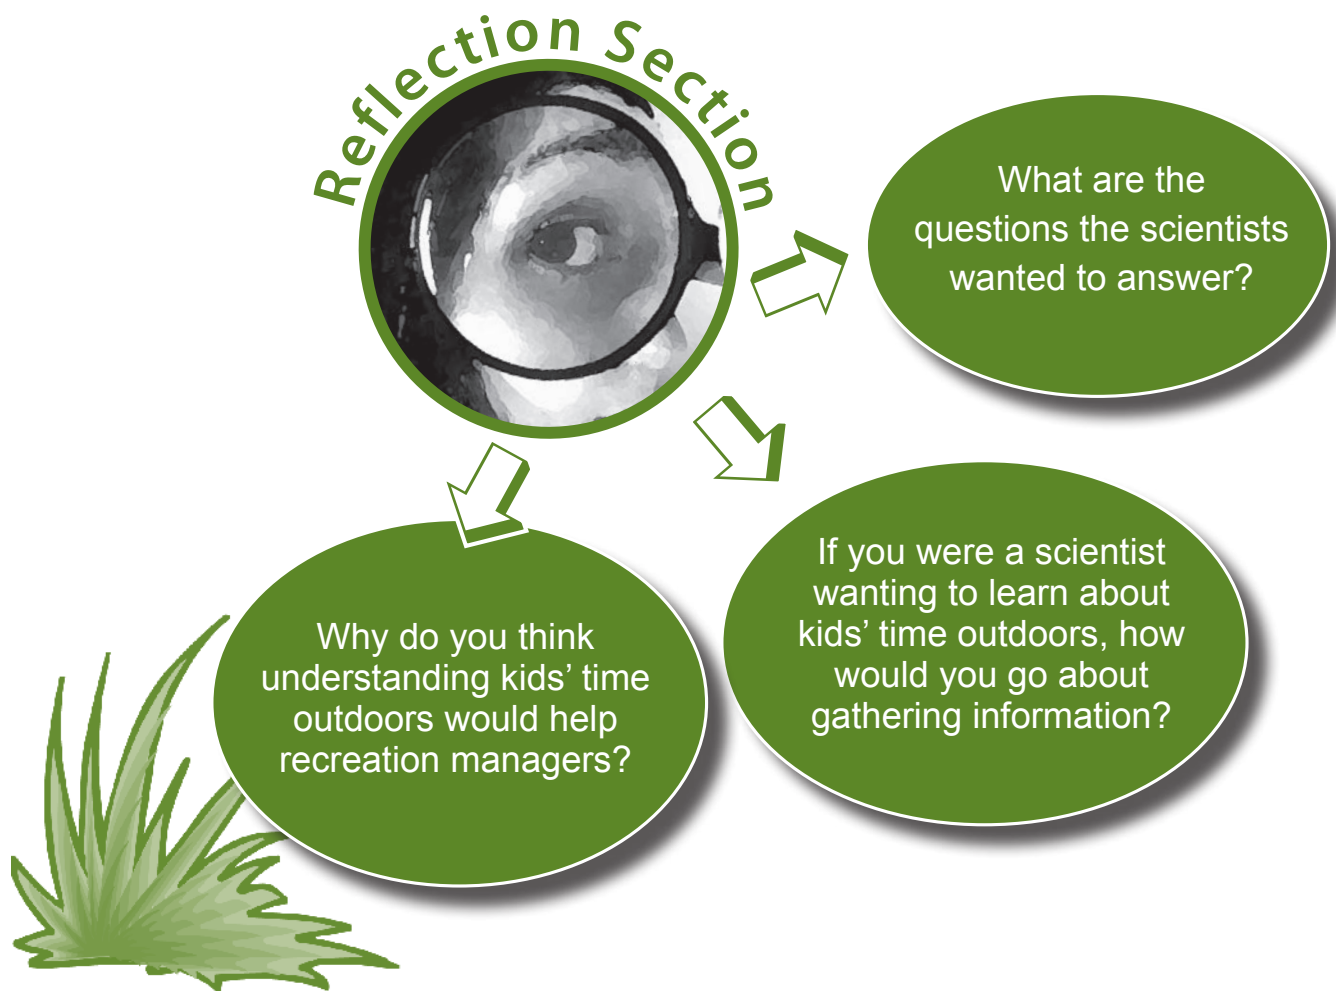 Reflection Section
What are the
questions the scientists
wanted to answer?
If you were a scientist
wanting to learn about
kids’ time outdoors, how
would you go about
gathering information?
Why do you think
understanding kids’ time
outdoors would help
recreation managers?